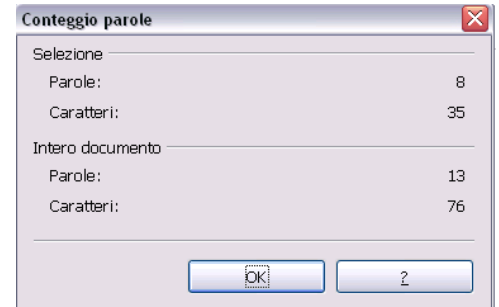 Conteggio parole
Selezione
Parole: 8
Caratteri: 35
Intero documento
Parole: 13
Caratteri: 76
OK ?